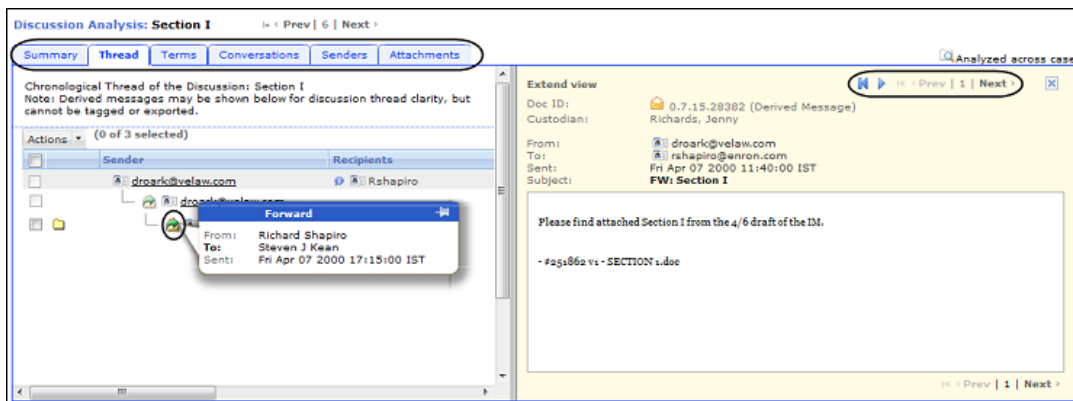 Discussion Analysis: Section I < Prev | 6 | Next >
Summary Thread Terms Conversations Senders Attachments
Analyzed across case
Chronological Thread of the Discussion: Section I
Note: Derived messages may be shown below for discussion thread clarity, but
cannot be tagged or exported.
Actions (0 of 3 selected)
Sender Recipients
droark@velaw.com Rshapiro
droark@velaw.com
Forward
From: Richard Shapiro
To: Steven J Kean
Sent: Fri Apr 07 2000 17:15:00 IST
Extend view < Prev | 1 | Next >
Doc ID: 0.7.15.28382 (Derived Message)
Custodian: Richards, Jenny
From: droark@velaw.com
To: rshapiro@enron.com
Sent: Fri Apr 07 2000 11:40:00 IST
Subject: FW: Section I
Please find attached Section I from the 4/6 draft of the IM.
- #251862 v1 - SECTION 1.doc
< Prev | 1 | Next >